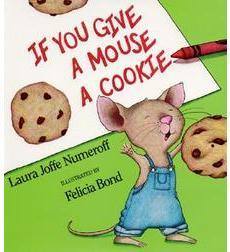 IF YOU GIVE
A MOUSE
A COOKIE
Laura Joffe Numeroff
ILLUSTRATED BY
Felicia Bond